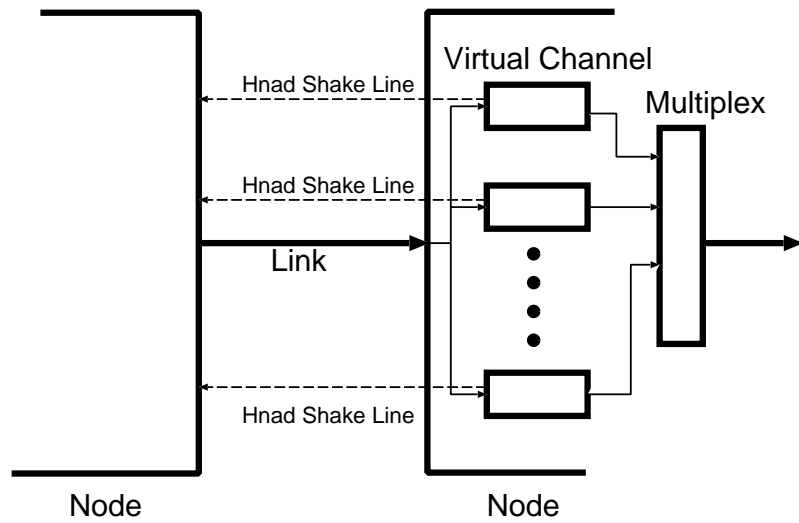 Virtual Channel
Hnad Shake Line
Multiplex
Hnad Shake Line
Link
Hnad Shake Line
Node
Node